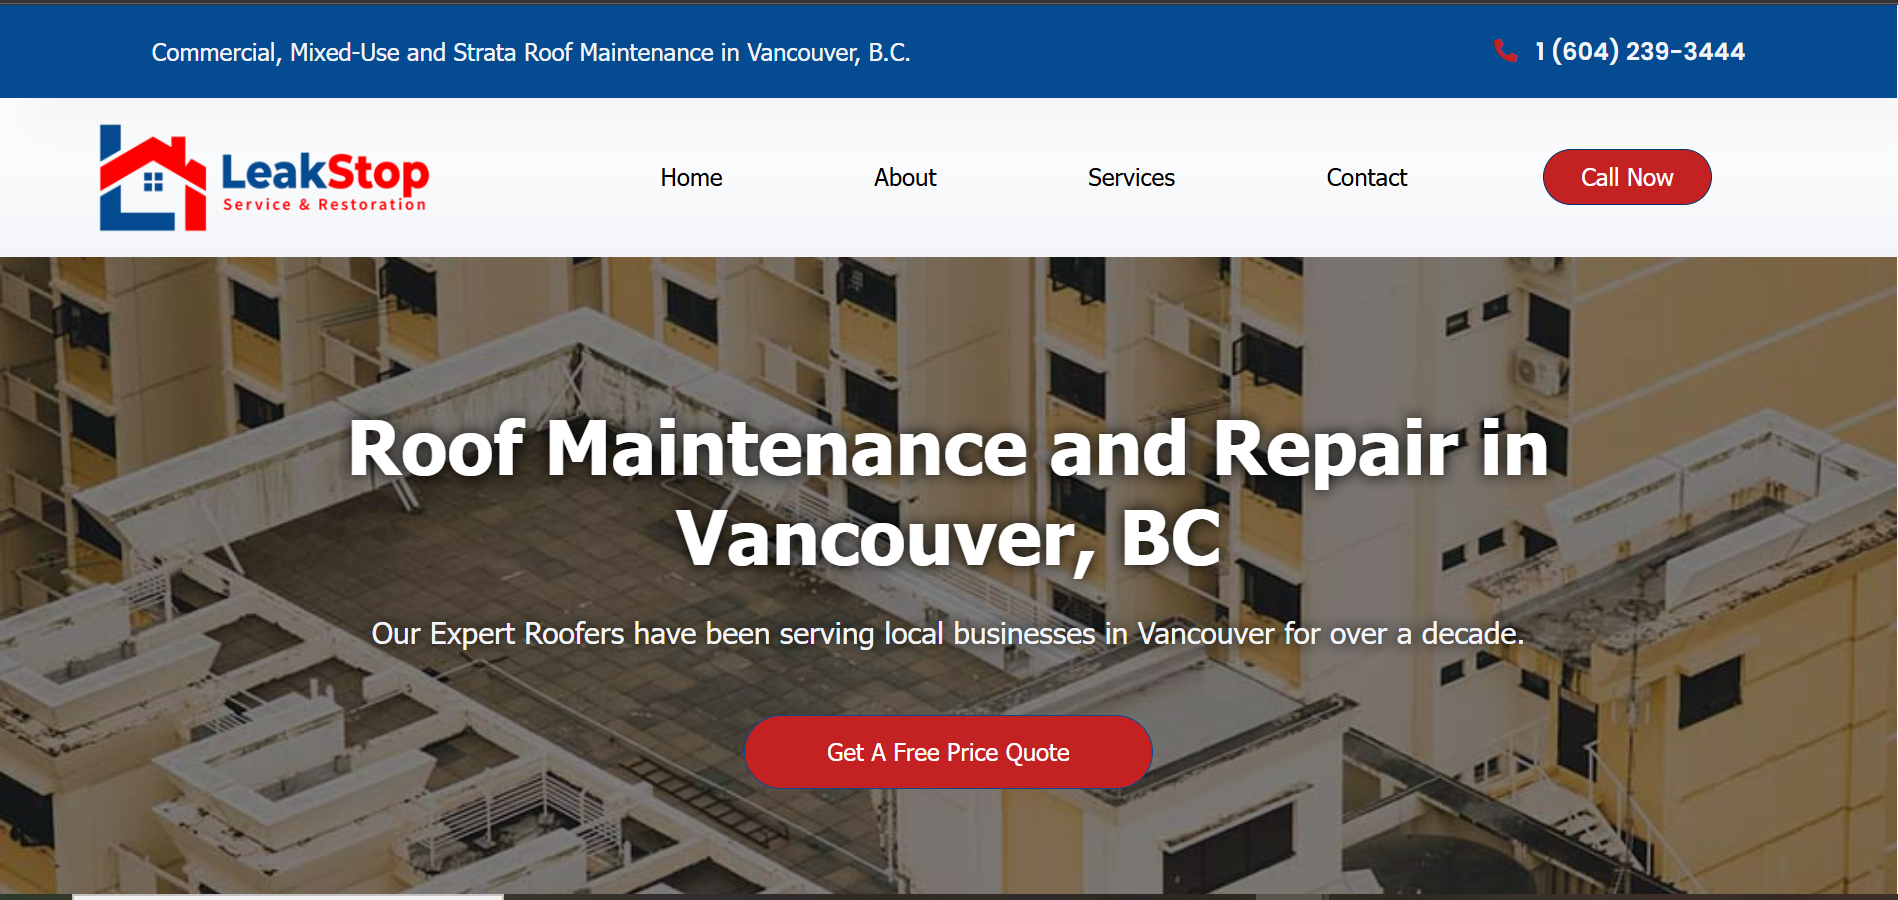 Commercial, Mixed-Use and Strata Roof Maintenance in Vancouver, B.C.
1 (604) 239-3444
LeakStop
Service & Restoration
Home
About
Services
Contact
Call Now
Roof Maintenance and Repair in
Vancouver, BC
Our Expert Roofers have been serving local businesses in Vancouver for over a decade.
Get A Free Price Quote